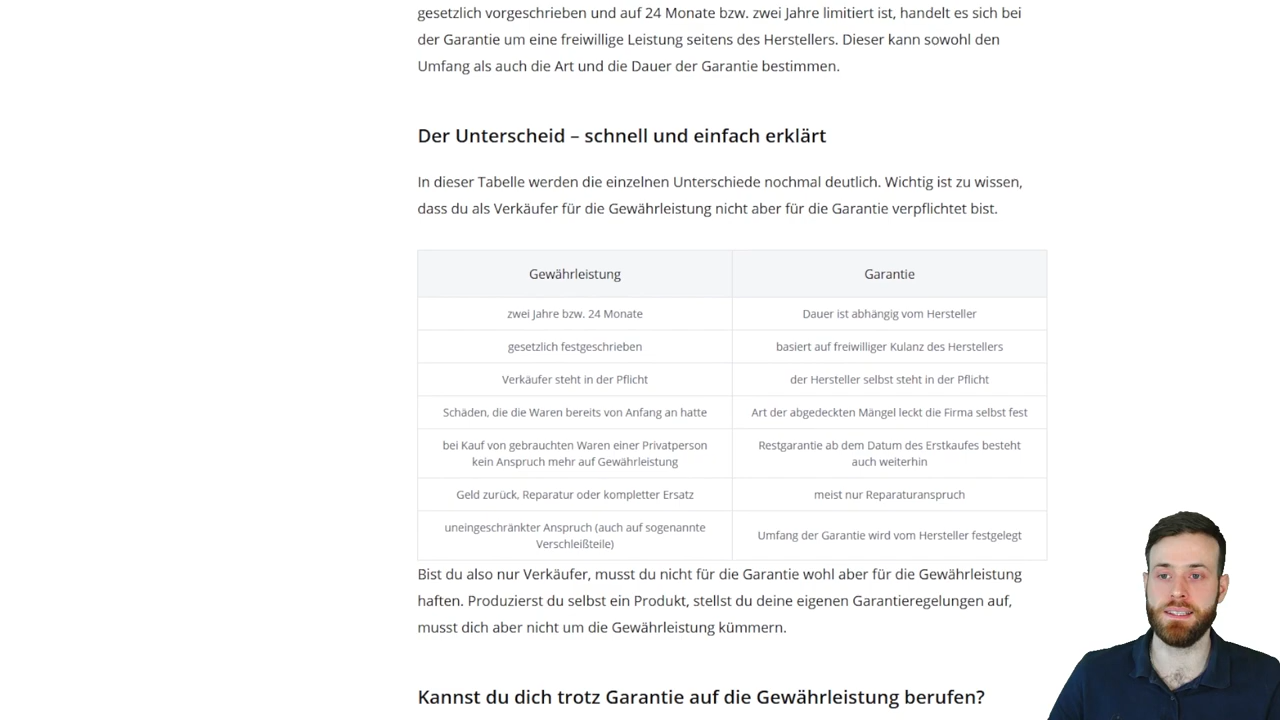 gesetzlich vorgeschrieben und auf 24 Monate bzw. zwei Jahre limitiert ist, handelt es sich bei
der Garantie um eine freiwillige Leistung seitens des Herstellers. Dieser kann sowohl den
Umfang als auch die Art und die Dauer der Garantie bestimmen.
Der Unterscheid – schnell und einfach erklärt
In dieser Tabelle werden die einzelnen Unterschiede nochmal deutlich. Wichtig ist zu wissen,
dass du als Verkäufer für die Gewährleistung nicht aber für die Garantie verpflichtet bist.
Gewährleistung Garantie
zwei Jahre bzw. 24 Monate Dauer ist abhängig vom Hersteller
gesetzlich festgeschrieben basiert auf freiwilliger Kulanz des Herstellers
Verkäufer steht in der Pflicht der Hersteller selbst steht in der Pflicht
Schäden, die die Waren bereits von Anfang an hatte Art der abgedeckten Mängel leckt die Firma selbst fest
bei Kauf von gebrauchten Waren einer Privatperson
kein Anspruch mehr auf Gewährleistung
Restgarantie ab dem Datum des Erstkaufes besteht
auch weiterhin
Geld zurück, Reparatur oder kompletter Ersatz meist nur Reparaturanspruch
uneingeschränkter Anspruch (auch auf sogenannte
Verschleißteile)
Umfang der Garantie wird vom Hersteller festgelegt
Bist du also nur Verkäufer, musst du nicht für die Garantie wohl aber für die Gewährleistung
haften. Produzierst du selbst ein Produkt, stellst du deine eigenen Garantieregelungen auf,
musst dich aber nicht um die Gewährleistung kümmern.
Kannst du dich trotz Garantie auf die Gewährleistung berufen?